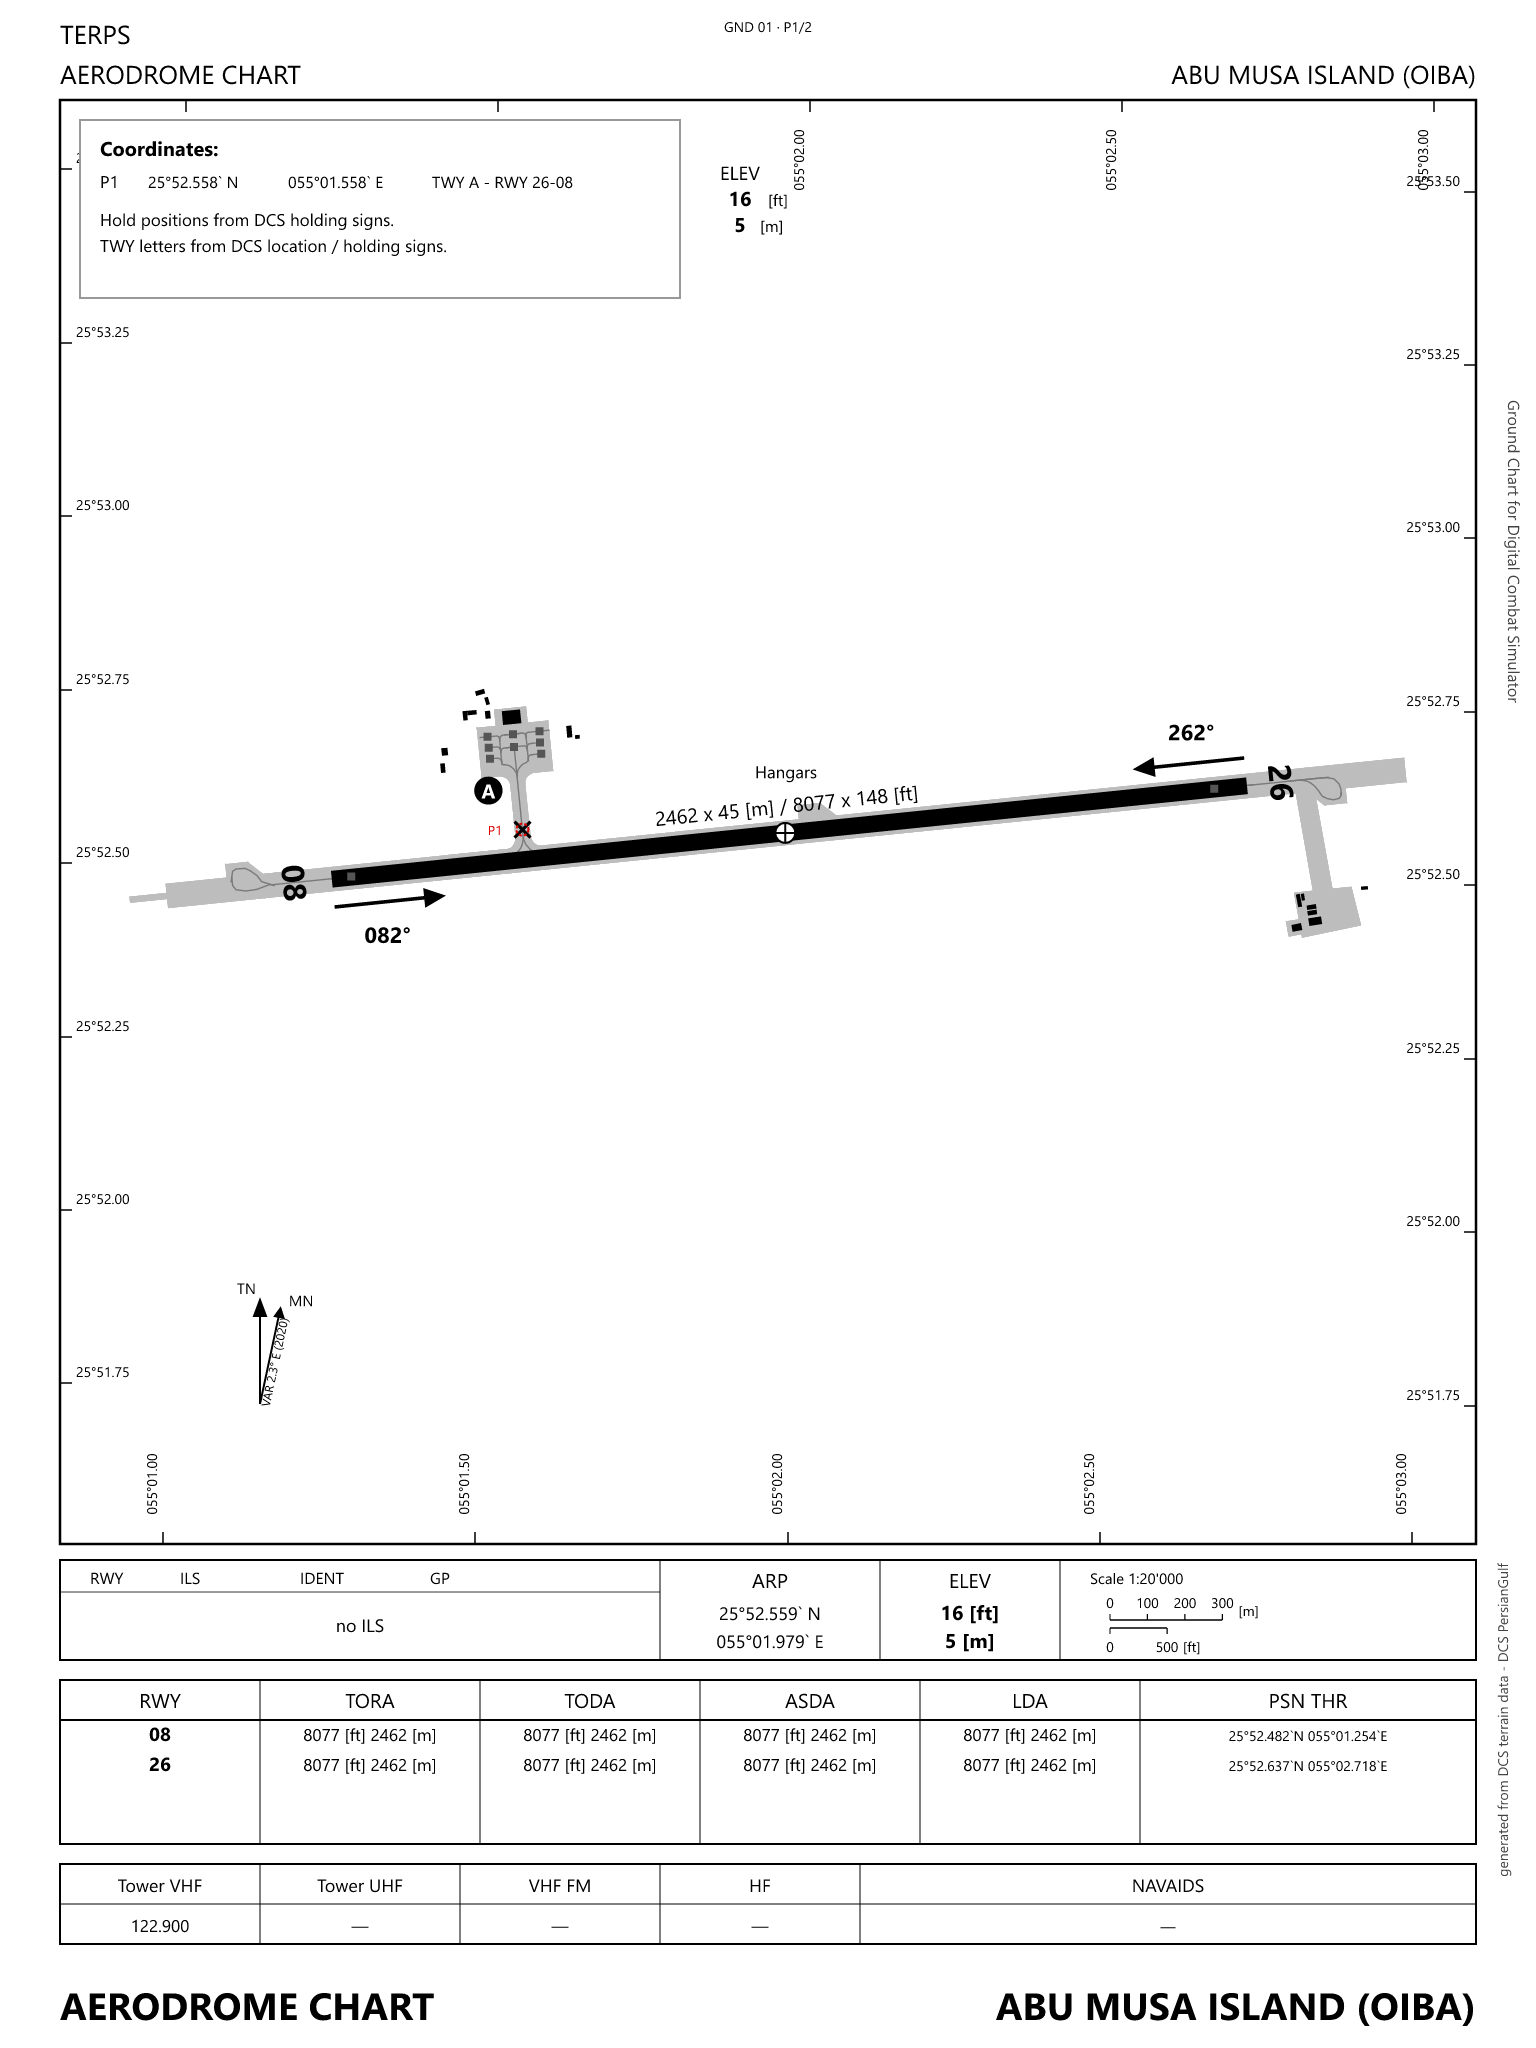 GND 01 · P1/2
TERPS
AERODROME CHART
ABU MUSA ISLAND (OIBA)
Coordinates:
P1 25°52.558` N 055°01.558` E TWY A - RWY 26-08
Hold positions from DCS holding signs.
TWY letters from DCS location / holding signs.
ELEV
16 [ft]
5 [m]
055°02.00
055°02.50
055°03.00
25°53.50
25°53.25
25°53.25
25°53.00
25°53.00
25°52.75
25°52.75
262°
26
Hangars
2462 x 45 [m] / 8077 x 148 [ft]
A
P1
25°52.50
25°52.50
08
082°
25°52.25
25°52.25
25°52.00
25°52.00
TN
MN
VAR 2.3° E (2020)
25°51.75
25°51.75
055°01.00
055°01.50
055°02.00
055°02.50
055°03.00
Ground Chart for Digital Combat Simulator
RWY ILS IDENT GP
no ILS
ARP
25°52.559` N
055°01.979` E
ELEV
16 [ft]
5 [m]
Scale 1:20'000
0 100 200 300 [m]
0 500 [ft]
RWY TORA TODA ASDA LDA PSN THR
08 8077 [ft] 2462 [m] 8077 [ft] 2462 [m] 8077 [ft] 2462 [m] 8077 [ft] 2462 [m] 25°52.482`N 055°01.254`E
26 8077 [ft] 2462 [m] 8077 [ft] 2462 [m] 8077 [ft] 2462 [m] 8077 [ft] 2462 [m] 25°52.637`N 055°02.718`E
generated from DCS terrain data - DCS PersianGulf
Tower VHF Tower UHF VHF FM HF NAVAIDS
122.900 — — — —
AERODROME CHART
ABU MUSA ISLAND (OIBA)